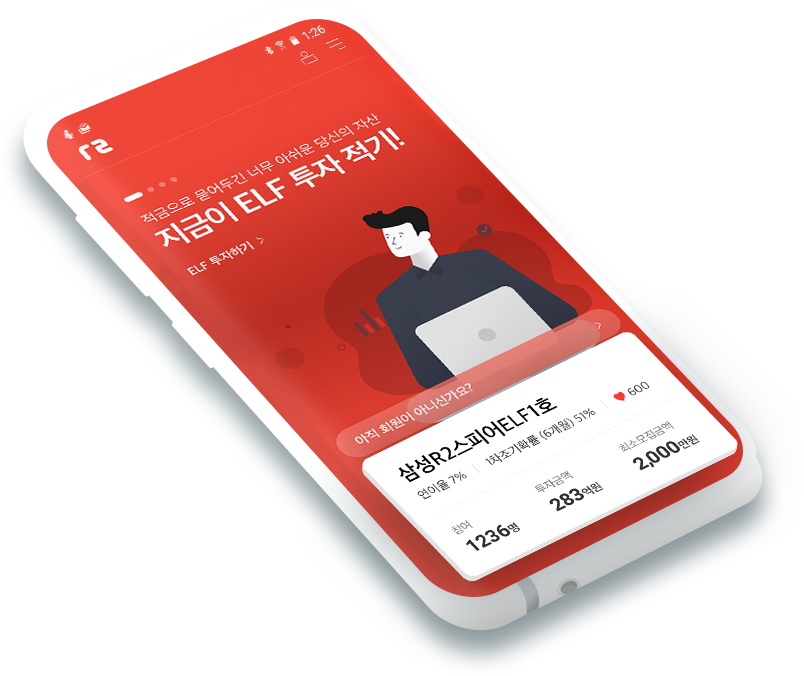 1:26
r2
적금으로 묻어두긴 너무 아쉬운 당신의 자산
지금이 ELF 투자 적기!
ELF 투자하기 >
아직 회원이 아니신가요? >
삼성R2스피어ELF1호
연이율 7% | 1차조기확률 (6개월) 51% | ♥ 600
참여 투자금액 최소모집금액
1236명 283억원 2,000만원